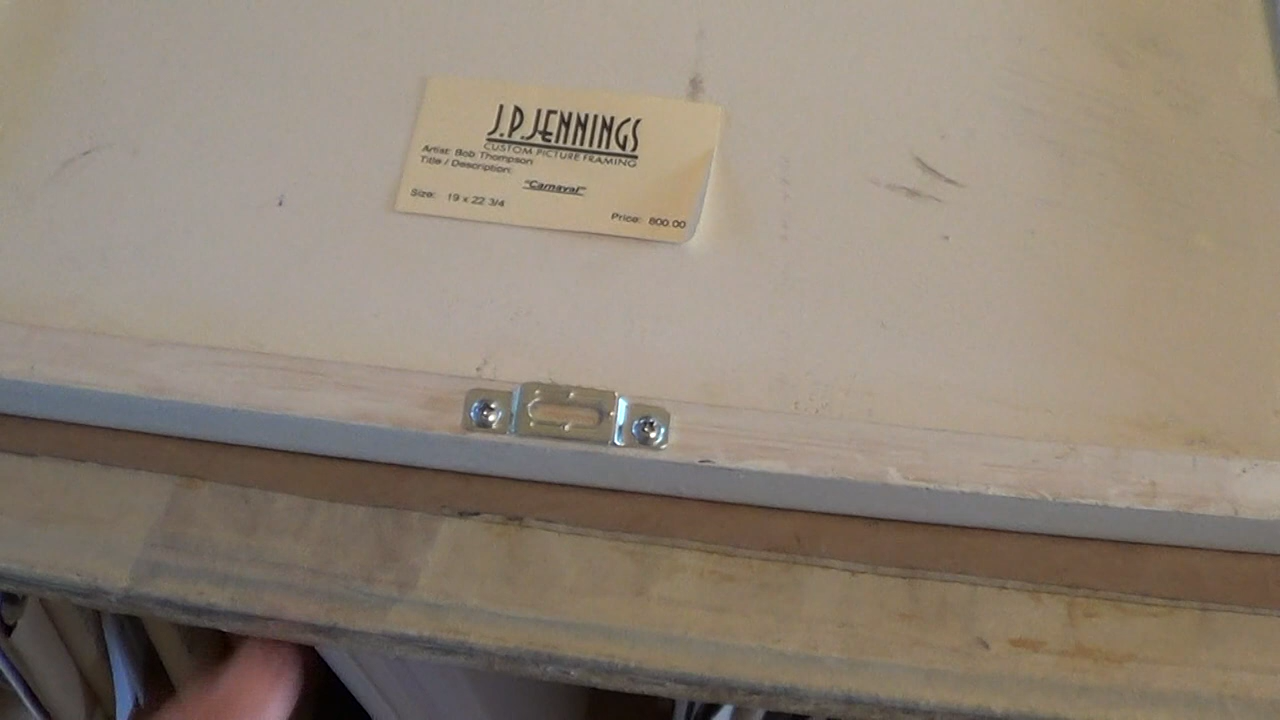 J.P.JENNINGS
CUSTOM PICTURE FRAMING
Artist: Bob Thompson
Title / Description:
"Carnaval"
Size: 19 x 22 3/4
Price: 800.00